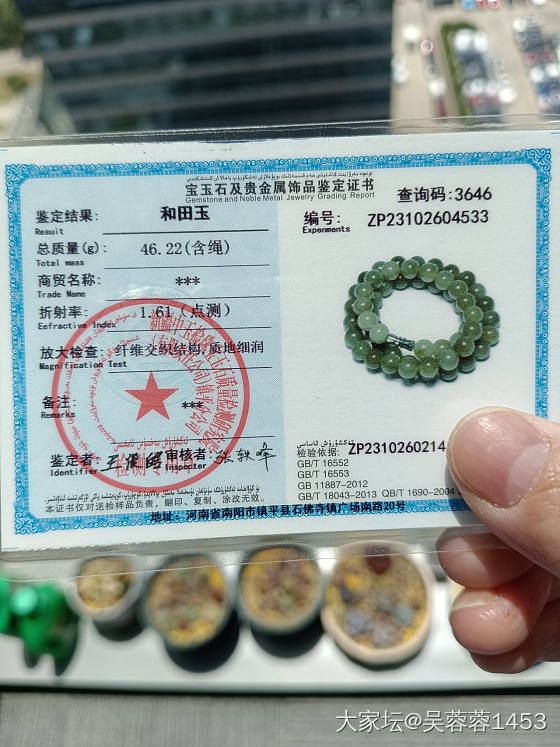 宝玉石及贵金属饰品鉴定证书
Gemstone and Noble Metal Jewelry Grading Report
查询码:3646
鉴定结果: 和田玉
Result
编号: ZP23102604533
Expenments
总质量(g): 46.22(含绳)
Total mass
商贸名称: ***
Trade Name
折射率: 1.61（点测）
Refractive Index
放大检查: 纤维交织结构,质地细润
Magnification Test
备注: ***
Remarks
鉴定者:
Identifier
审核者:
Inspector
检验依据:
ZP2310260214
GB/T 16552
GB/T 16553
GB 11887-2012
GB/T 18043-2013 QB/T 1690-2004
本证书仅对送检样品负责，翻印、复制、涂改无效。
地址: 河南省南阳市镇平县石佛寺镇广场南路20号
大家坛@吴蓉蓉1453